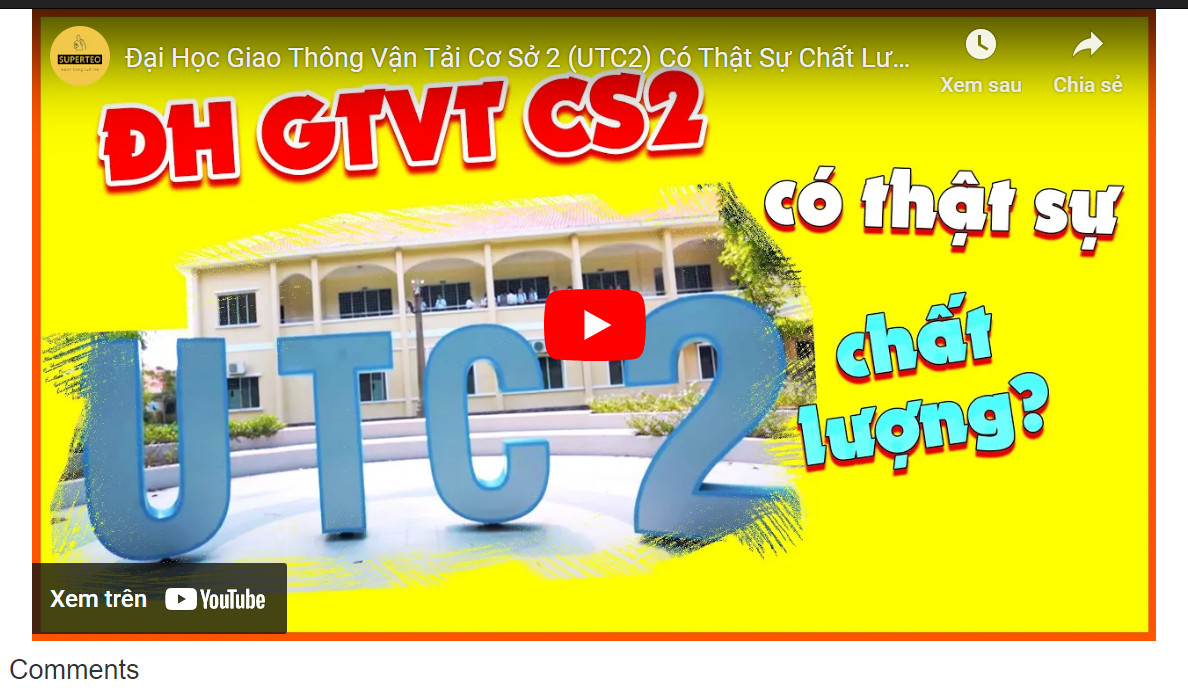 SUPERTEO
Đại Học Giao Thông Vận Tải Cơ Sở 2 (UTC2) Có Thật Sự Chất Lư...
Xem sau
Chia sẻ
ĐH GTVT CS2
có thật sự
chất
lượng?
UTC2
Xem trên YouTube
Comments